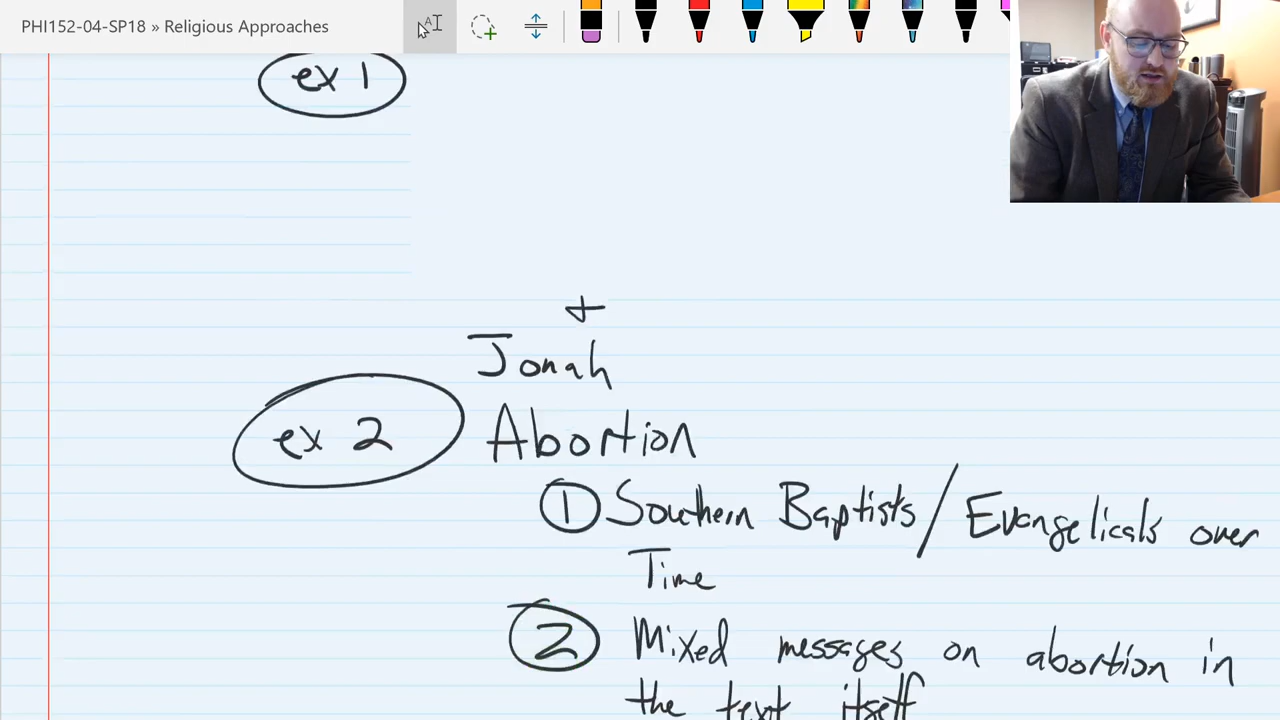 PHI152-04-SP18 » Religious Approaches
ex 1
+
Jonah
ex 2 Abortion
① Southern Baptists / Evangelicals over
Time
② Mixed messages on abortion in
the text itself